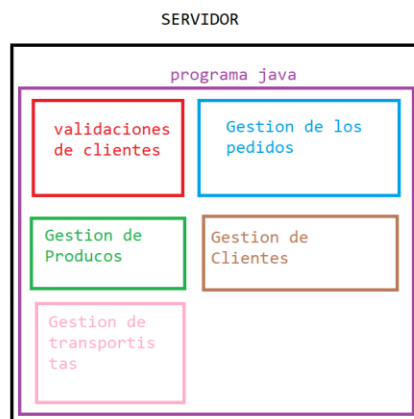 SERVIDOR
programa java
validaciones
de clientes
Gestion de los
pedidos
Gestion de
Producos
Gestion de
Clientes
Gestion de
transportis
tas